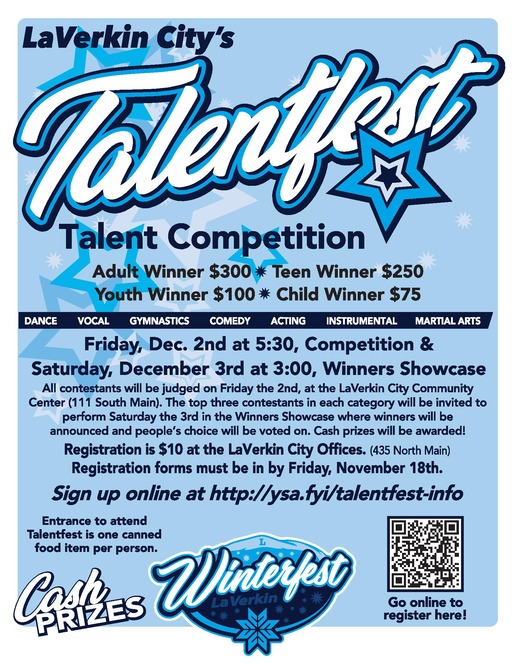 LaVerkin City's
Talentfest
Talent Competition
Adult Winner $300 ✷ Teen Winner $250
Youth Winner $100 ✷ Child Winner $75
DANCE VOCAL GYMNASTICS COMEDY ACTING INSTRUMENTAL MARTIAL ARTS
Friday, Dec. 2nd at 5:30, Competition &
Saturday, December 3rd at 3:00, Winners Showcase
All contestants will be judged on Friday the 2nd, at the LaVerkin City Community
Center (111 South Main). The top three contestants in each category will be invited to
perform Saturday the 3rd in the Winners Showcase where winners will be
announced and people's choice will be voted on. Cash prizes will be awarded!
Registration is $10 at the LaVerkin City Offices. (435 North Main)
Registration forms must be in by Friday, November 18th.
Sign up online at http://ysa.fyi/talentfest-info
Entrance to attend
Talentfest is one canned
food item per person.
Cash
PRIZES
L
Winterfest
LaVerkin
Go online to
register here!